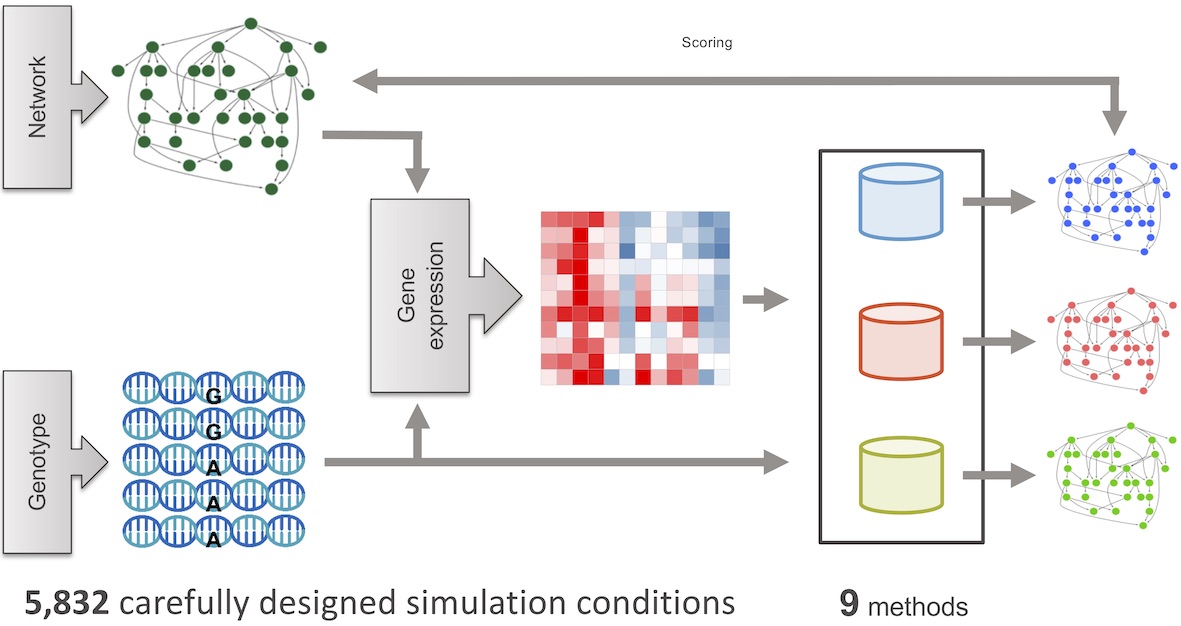 Network
Scoring
Gene
expression
Genotype
G
G
A
A
A
5,832 carefully designed simulation conditions
9 methods